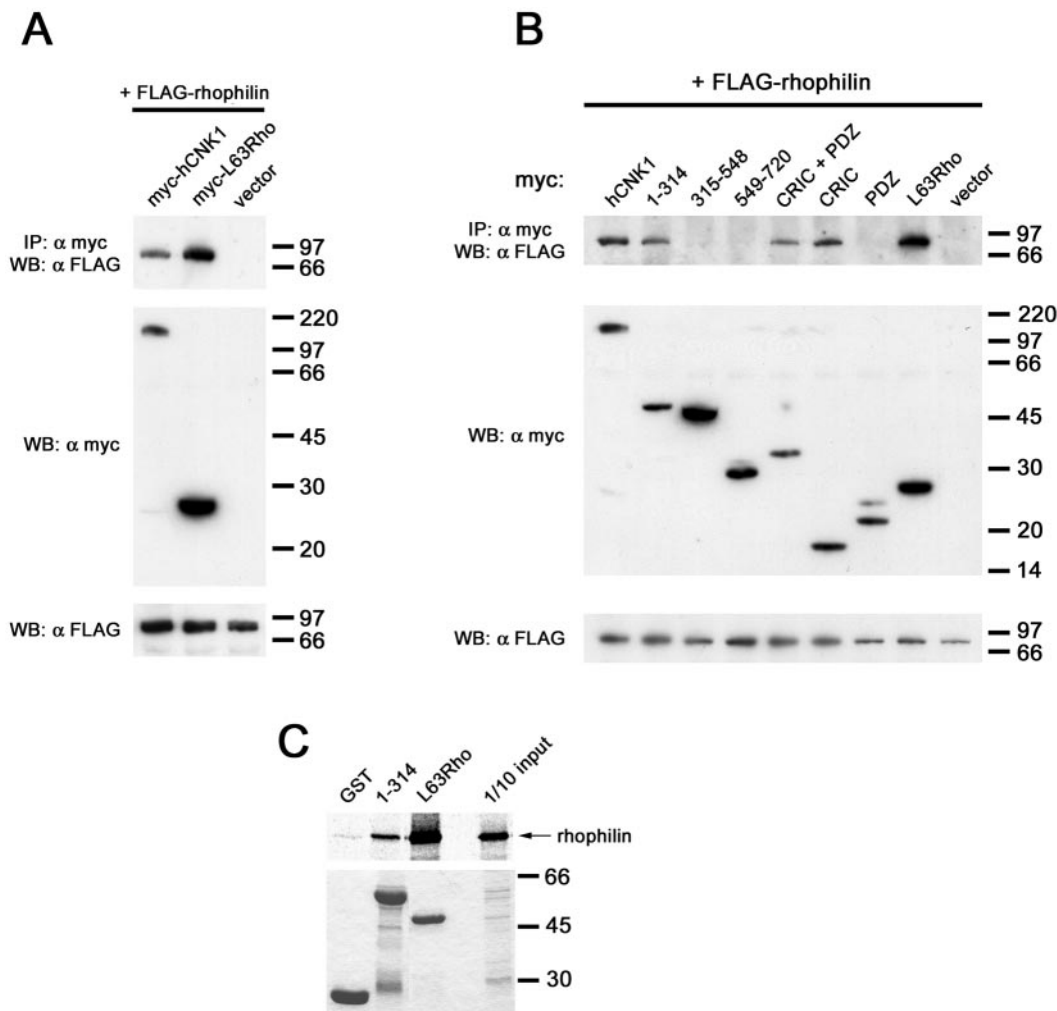 A
+ FLAG-rhophilin
myc-hCNK1
myc-L63Rho
vector
IP: α myc
WB: α FLAG
97
66
WB: α myc
220
97
66
45
30
20
WB: α FLAG
97
66
B
+ FLAG-rhophilin
myc:
hCNK1
1-314
315-548
549-720
CRIC + PDZ
CRIC
PDZ
L63Rho
vector
IP: α myc
WB: α FLAG
97
66
WB: α myc
220
97
66
45
30
20
14
WB: α FLAG
97
66
C
GST
1-314
L63Rho
1/10 input
rhophilin
66
45
30